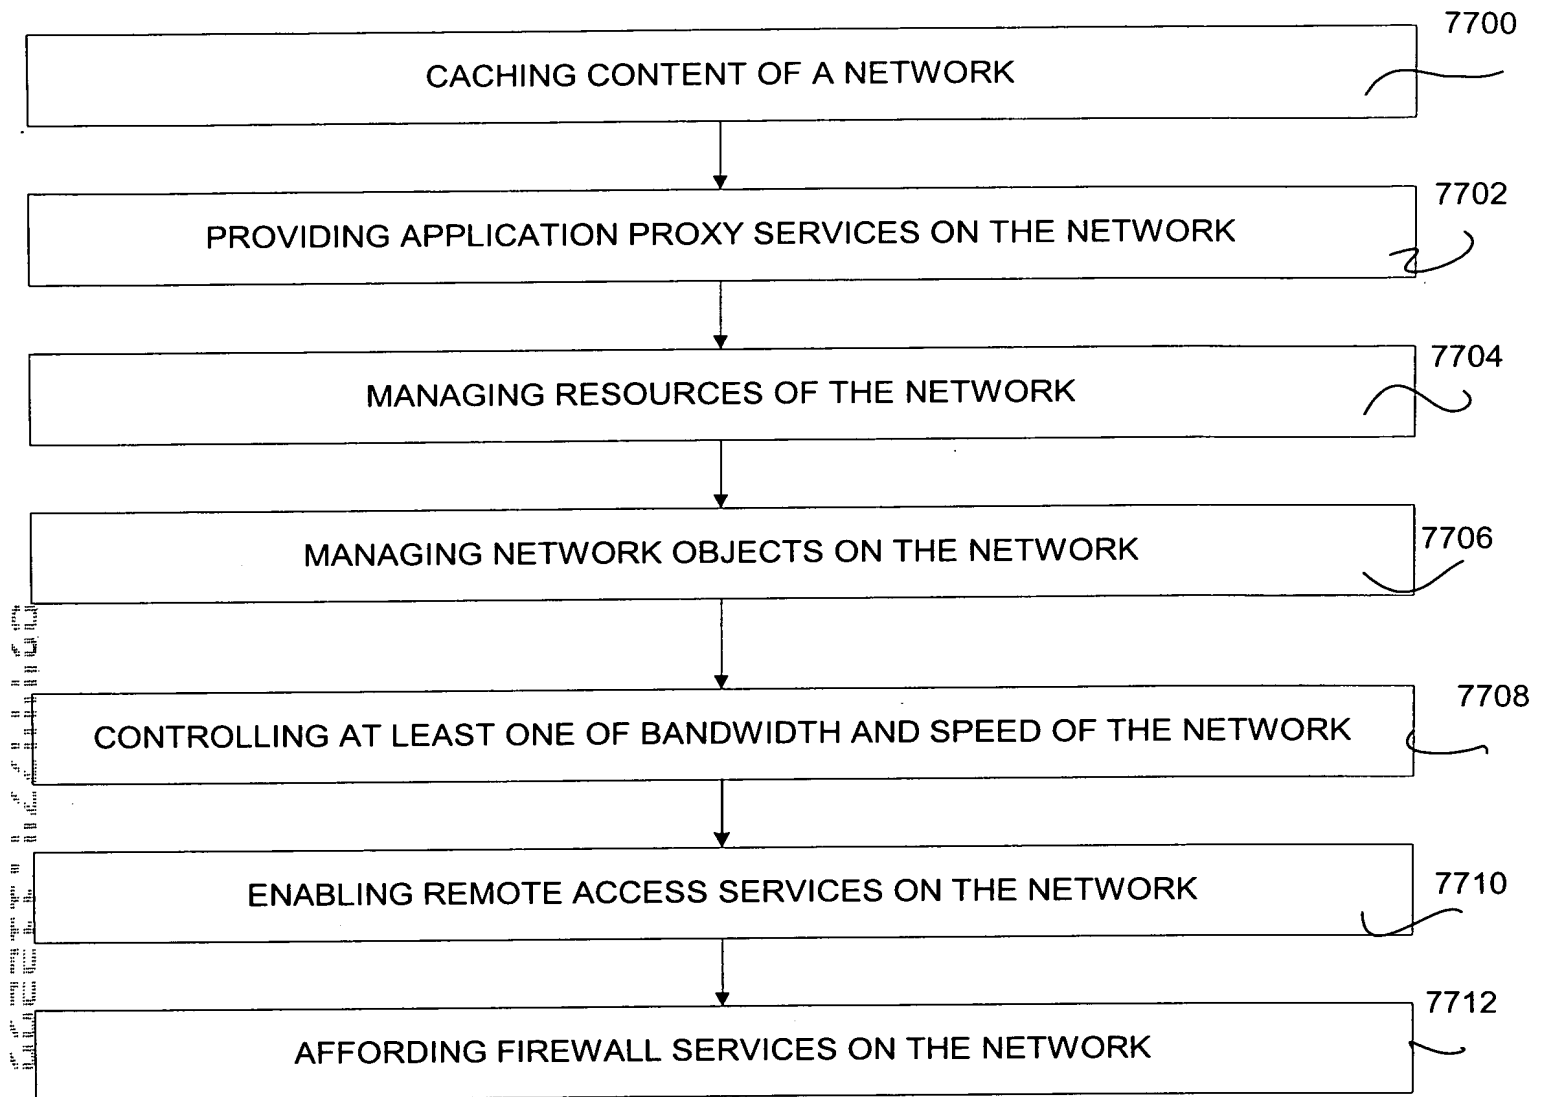 7700
CACHING CONTENT OF A NETWORK
7702
PROVIDING APPLICATION PROXY SERVICES ON THE NETWORK
7704
MANAGING RESOURCES OF THE NETWORK
7706
MANAGING NETWORK OBJECTS ON THE NETWORK
7708
CONTROLLING AT LEAST ONE OF BANDWIDTH AND SPEED OF THE NETWORK
7710
ENABLING REMOTE ACCESS SERVICES ON THE NETWORK
7712
AFFORDING FIREWALL SERVICES ON THE NETWORK